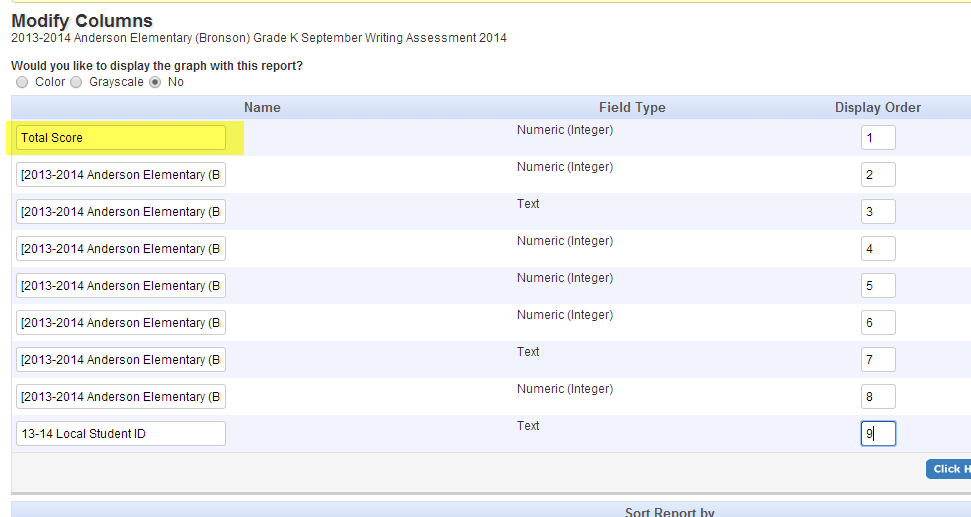 Modify Columns
2013-2014 Anderson Elementary (Bronson) Grade K September Writing Assessment 2014
Would you like to display the graph with this report?
Color Grayscale No
Name Field Type Display Order
Total Score Numeric (Integer) 1
[2013-2014 Anderson Elementary (B Numeric (Integer) 2
[2013-2014 Anderson Elementary (B Text 3
[2013-2014 Anderson Elementary (B Numeric (Integer) 4
[2013-2014 Anderson Elementary (B Numeric (Integer) 5
[2013-2014 Anderson Elementary (B Numeric (Integer) 6
[2013-2014 Anderson Elementary (B Text 7
[2013-2014 Anderson Elementary (B Numeric (Integer) 8
13-14 Local Student ID Text 9
Click H
Sort Report by